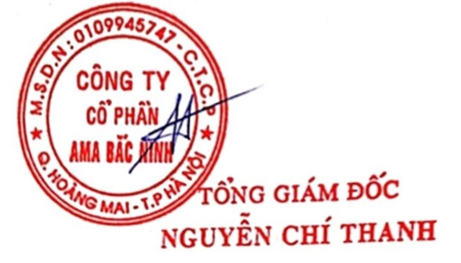 M.S.D.N: 0109945747 - C.T.C.P
CÔNG TY
CỔ PHẦN
AMA BẮC NINH
Q. HOÀNG MAI - T.P HÀ NỘI
TỔNG GIÁM ĐỐC
NGUYỄN CHÍ THANH